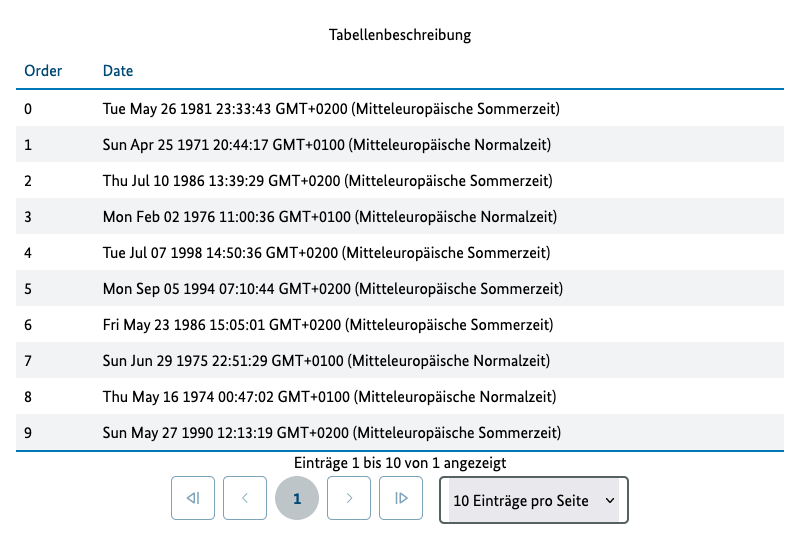 Tabellenbeschreibung
Order Date
0 Tue May 26 1981 23:33:43 GMT+0200 (Mitteleuropäische Sommerzeit)
1 Sun Apr 25 1971 20:44:17 GMT+0100 (Mitteleuropäische Normalzeit)
2 Thu Jul 10 1986 13:39:29 GMT+0200 (Mitteleuropäische Sommerzeit)
3 Mon Feb 02 1976 11:00:36 GMT+0100 (Mitteleuropäische Normalzeit)
4 Tue Jul 07 1998 14:50:36 GMT+0200 (Mitteleuropäische Sommerzeit)
5 Mon Sep 05 1994 07:10:44 GMT+0200 (Mitteleuropäische Sommerzeit)
6 Fri May 23 1986 15:05:01 GMT+0200 (Mitteleuropäische Sommerzeit)
7 Sun Jun 29 1975 22:51:29 GMT+0100 (Mitteleuropäische Normalzeit)
8 Thu May 16 1974 00:47:02 GMT+0100 (Mitteleuropäische Normalzeit)
9 Sun May 27 1990 12:13:19 GMT+0200 (Mitteleuropäische Sommerzeit)
Einträge 1 bis 10 von 1 angezeigt
1 10 Einträge pro Seite